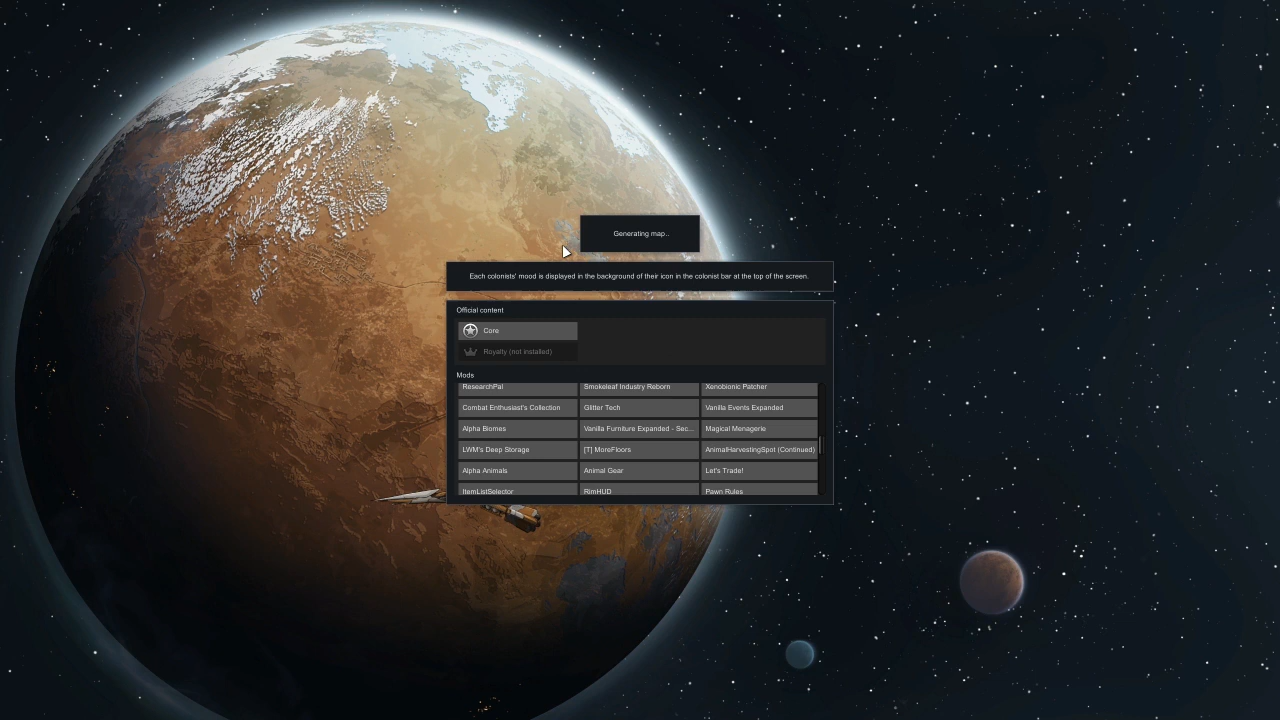 Generating map..
Each colonists' mood is displayed in the background of their icon in the colonist bar at the top of the screen.
Official content
Core
Royalty (not installed)
Mods
ResearchPal Smokeleaf Industry Reborn Xenobionic Patcher
Combat Enthusiast's Collection Glitter Tech Vanilla Events Expanded
Alpha Biomes Vanilla Furniture Expanded - Sec... Magical Menagerie
LWM's Deep Storage [T] MoreFloors AnimalHarvestingSpot (Continued)
Alpha Animals Animal Gear Let's Trade!
ItemListSelector RimHUD Pawn Rules